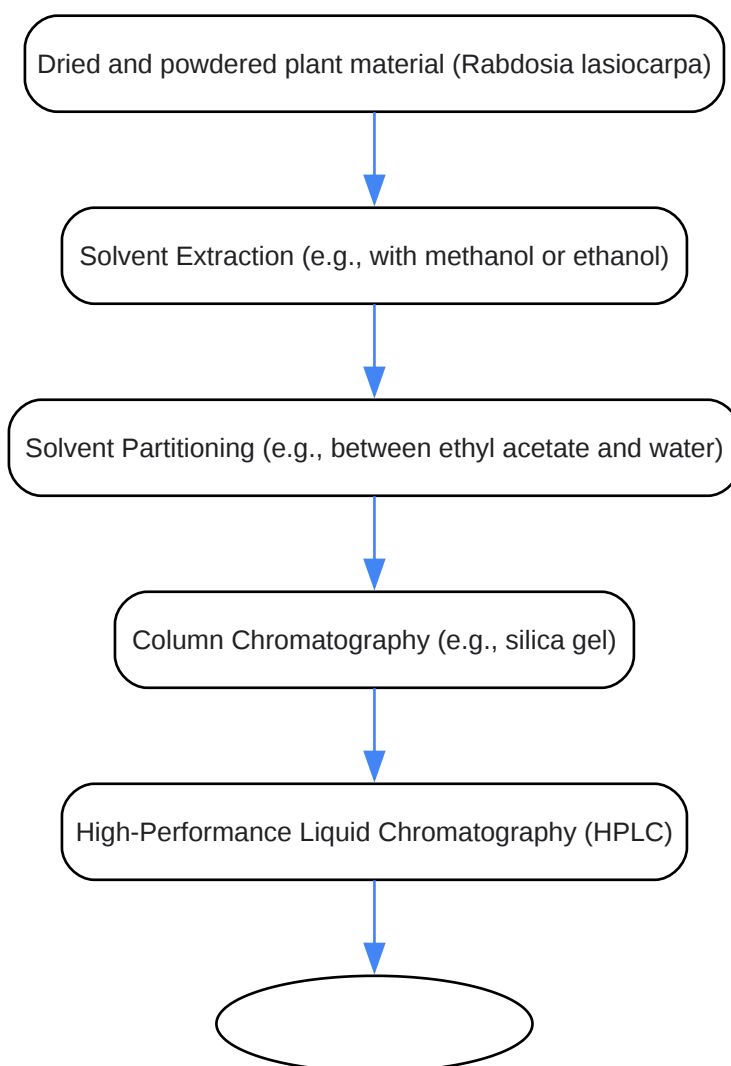 Dried and powdered plant material (Rabdosia lasiocarpa)
Solvent Extraction (e.g., with methanol or ethanol)
Solvent Partitioning (e.g., between ethyl acetate and water)
Column Chromatography (e.g., silica gel)
High-Performance Liquid Chromatography (HPLC)